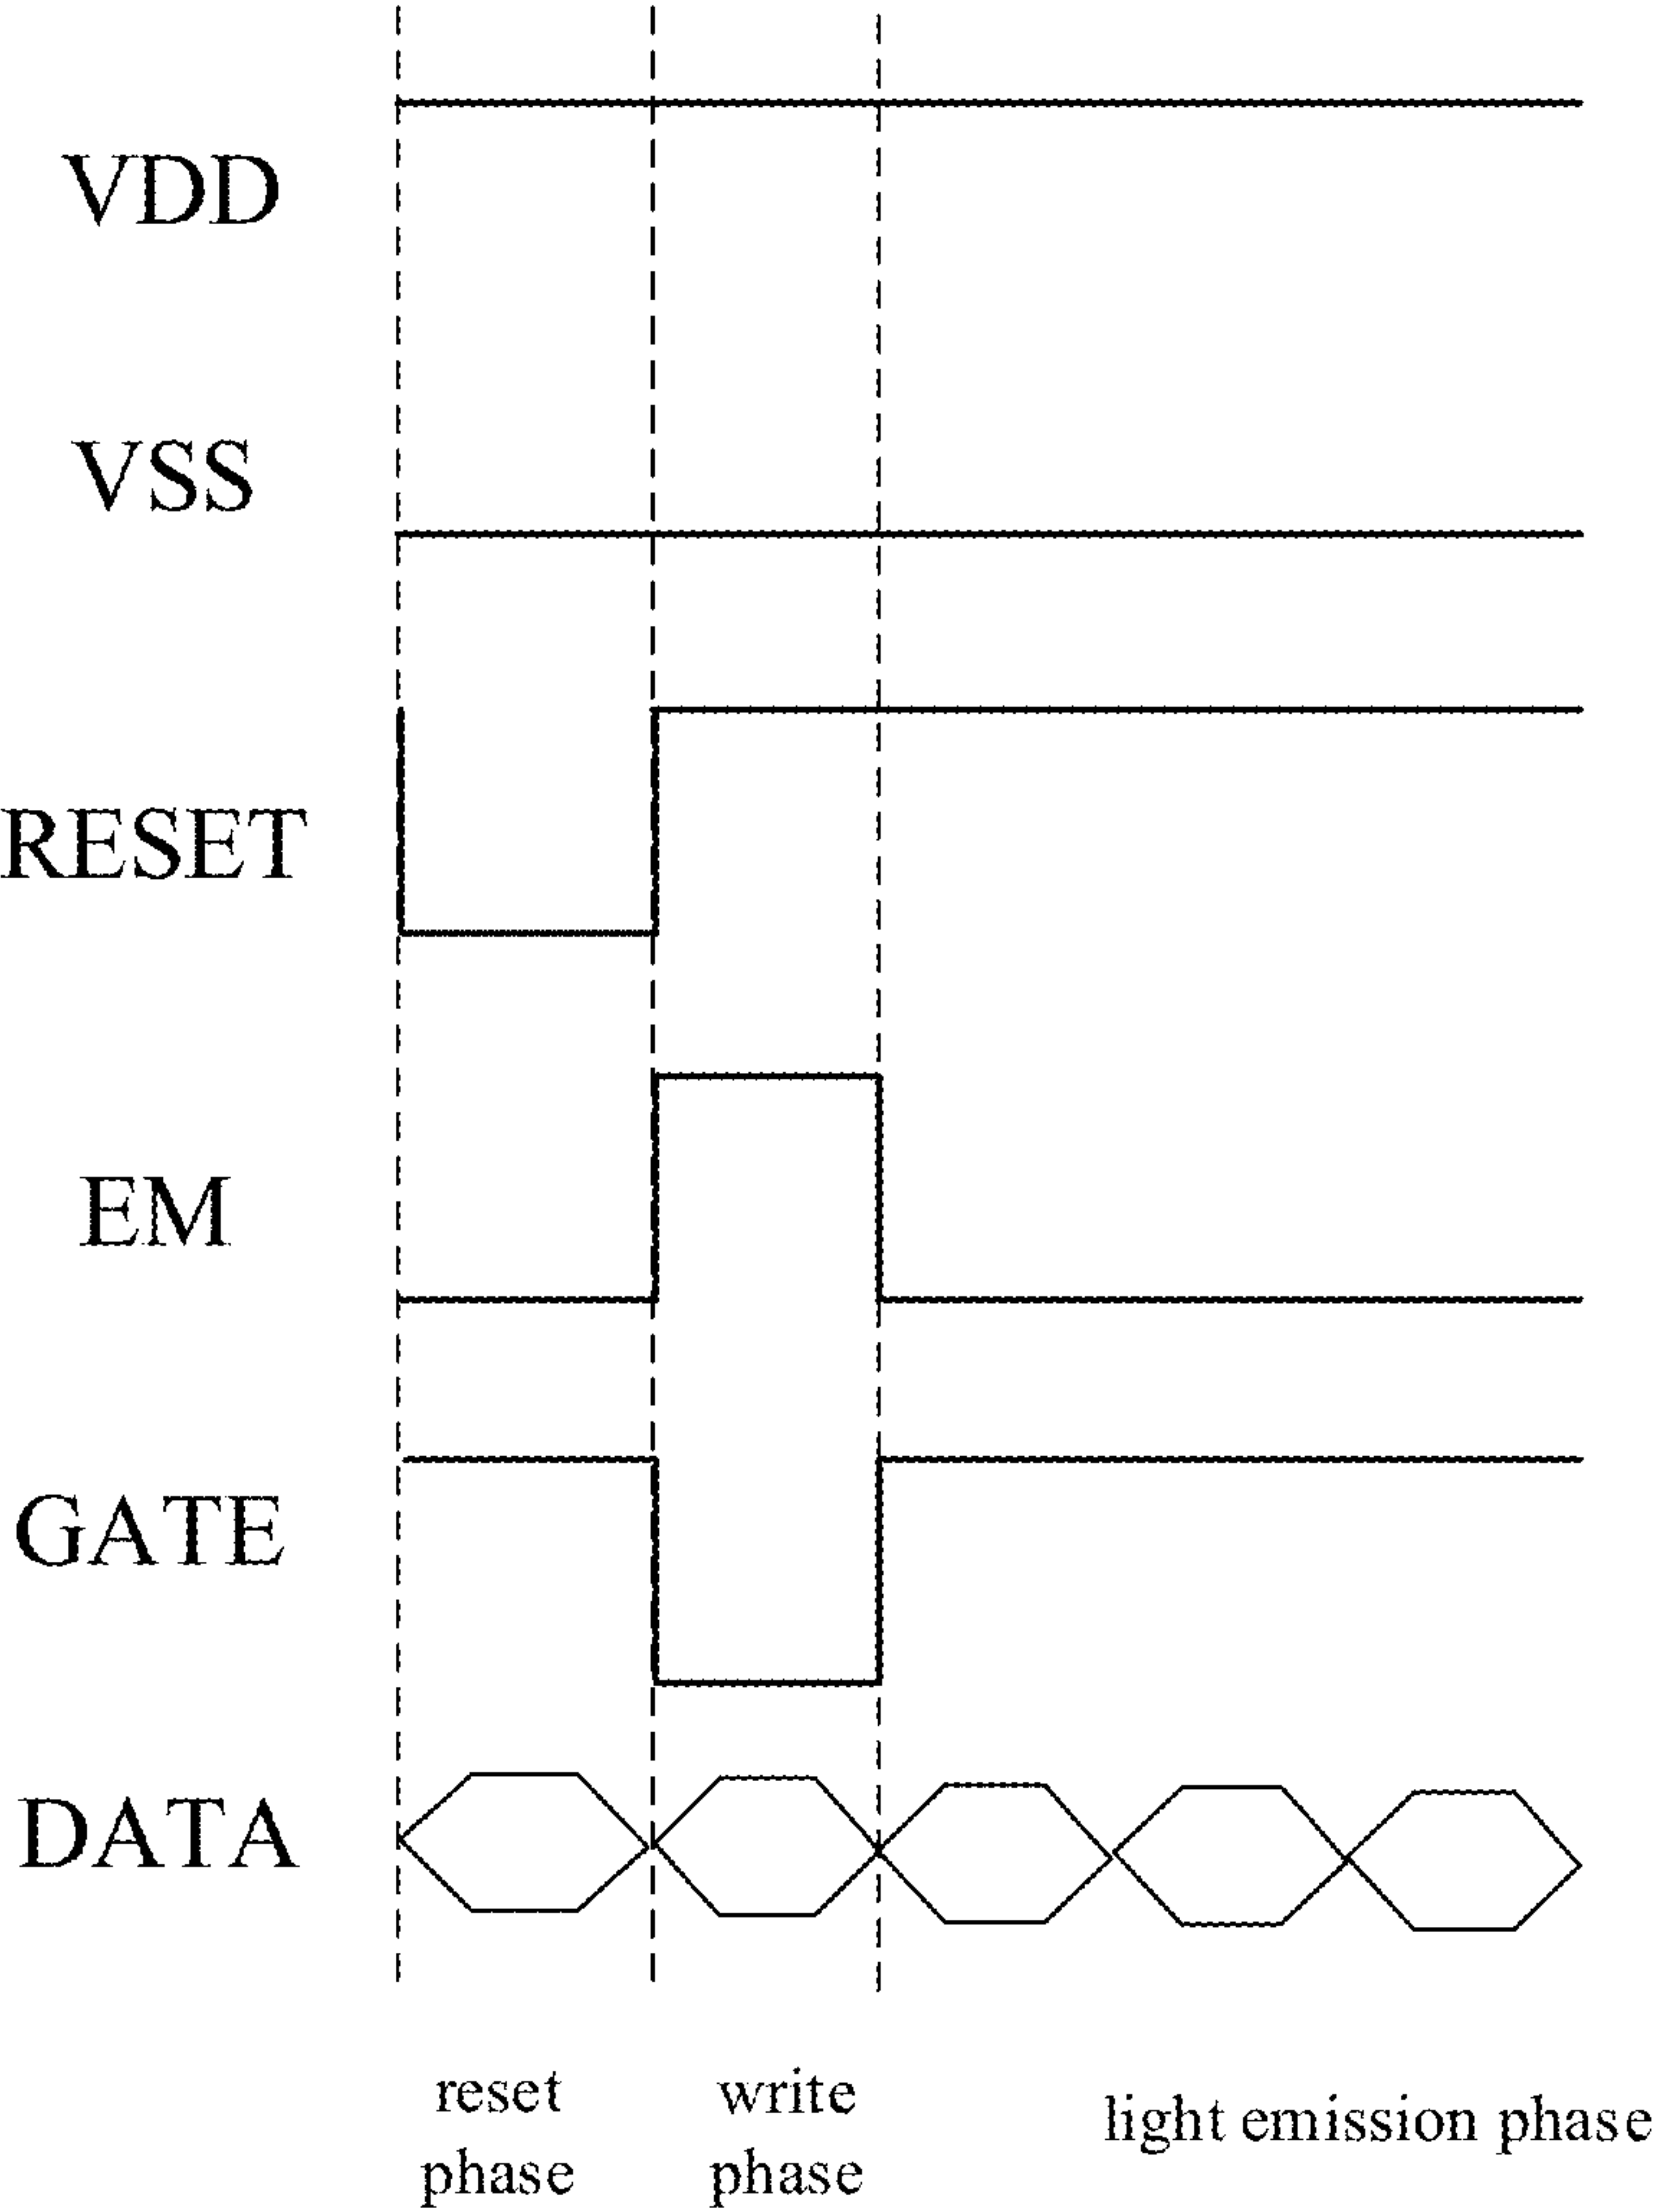 VDD
VSS
RESET
EM
GATE
DATA
reset
phase
write
phase
light emission phase